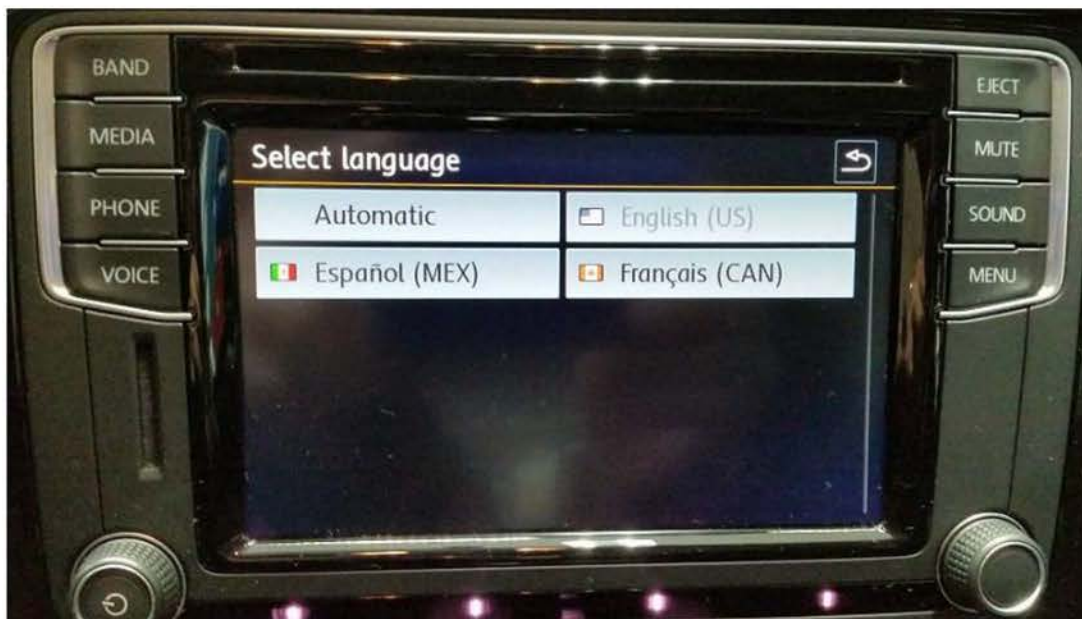 BAND
MEDIA
PHONE
VOICE
Select language
Automatic
English (US)
Español (MEX)
Français (CAN)
EJECT
MUTE
SOUND
MENU